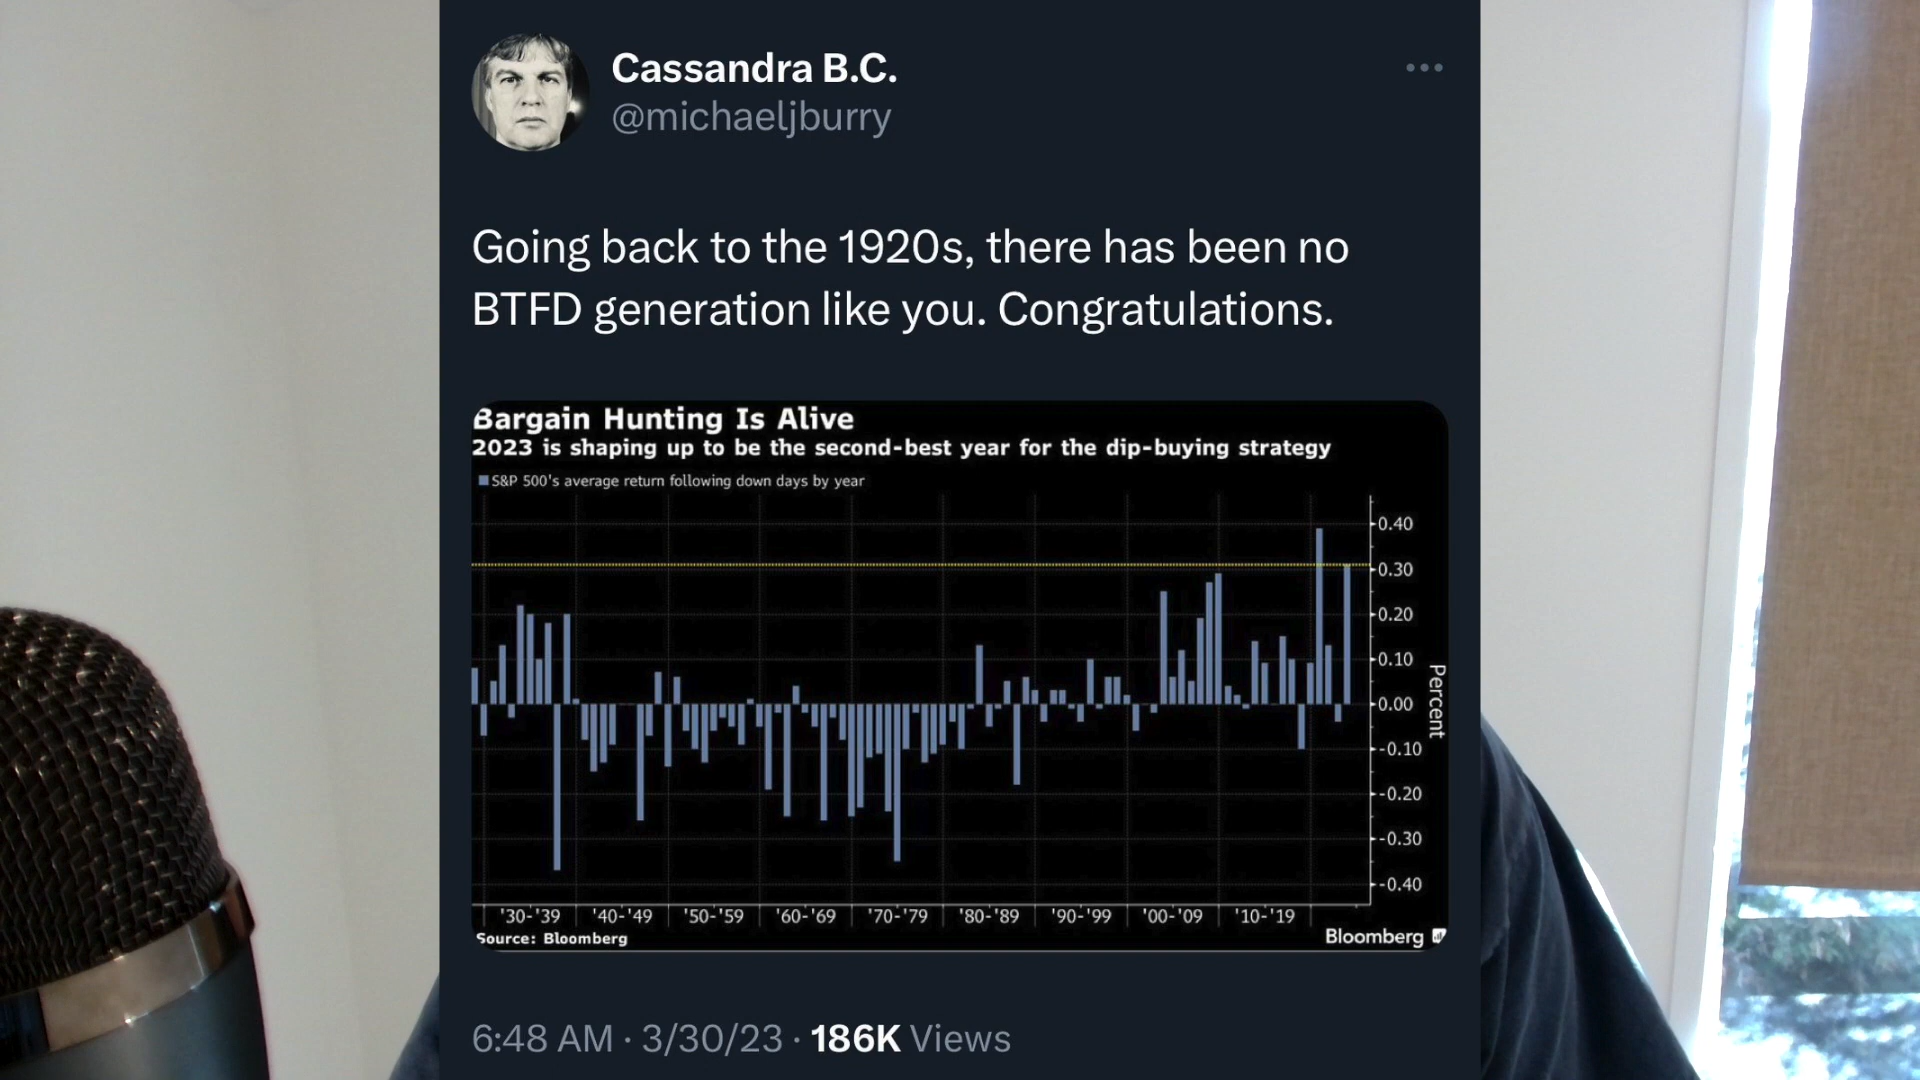 Cassandra B.C.
@michaeljburry
Going back to the 1920s, there has been no
BTFD generation like you. Congratulations.
Bargain Hunting Is Alive
2023 is shaping up to be the second-best year for the dip-buying strategy
S&P 500's average return following down days by year
0.40
0.30
0.20
0.10
0.00
-0.10
-0.20
-0.30
-0.40
Percent
'30-'39 '40-'49 '50-'59 '60-'69 '70-'79 '80-'89 '90-'99 '00-'09 '10-'19
Source: Bloomberg
Bloomberg
6:48 AM · 3/30/23 · 186K Views